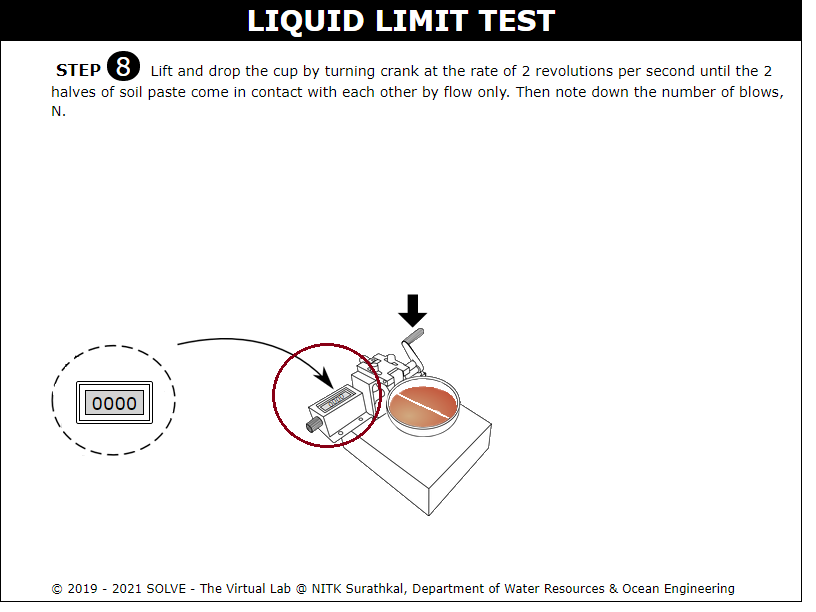 LIQUID LIMIT TEST
STEP 8 Lift and drop the cup by turning crank at the rate of 2 revolutions per second until the 2
halves of soil paste come in contact with each other by flow only. Then note down the number of blows,
N.
0000
© 2019 - 2021 SOLVE - The Virtual Lab @ NITK Surathkal, Department of Water Resources & Ocean Engineering